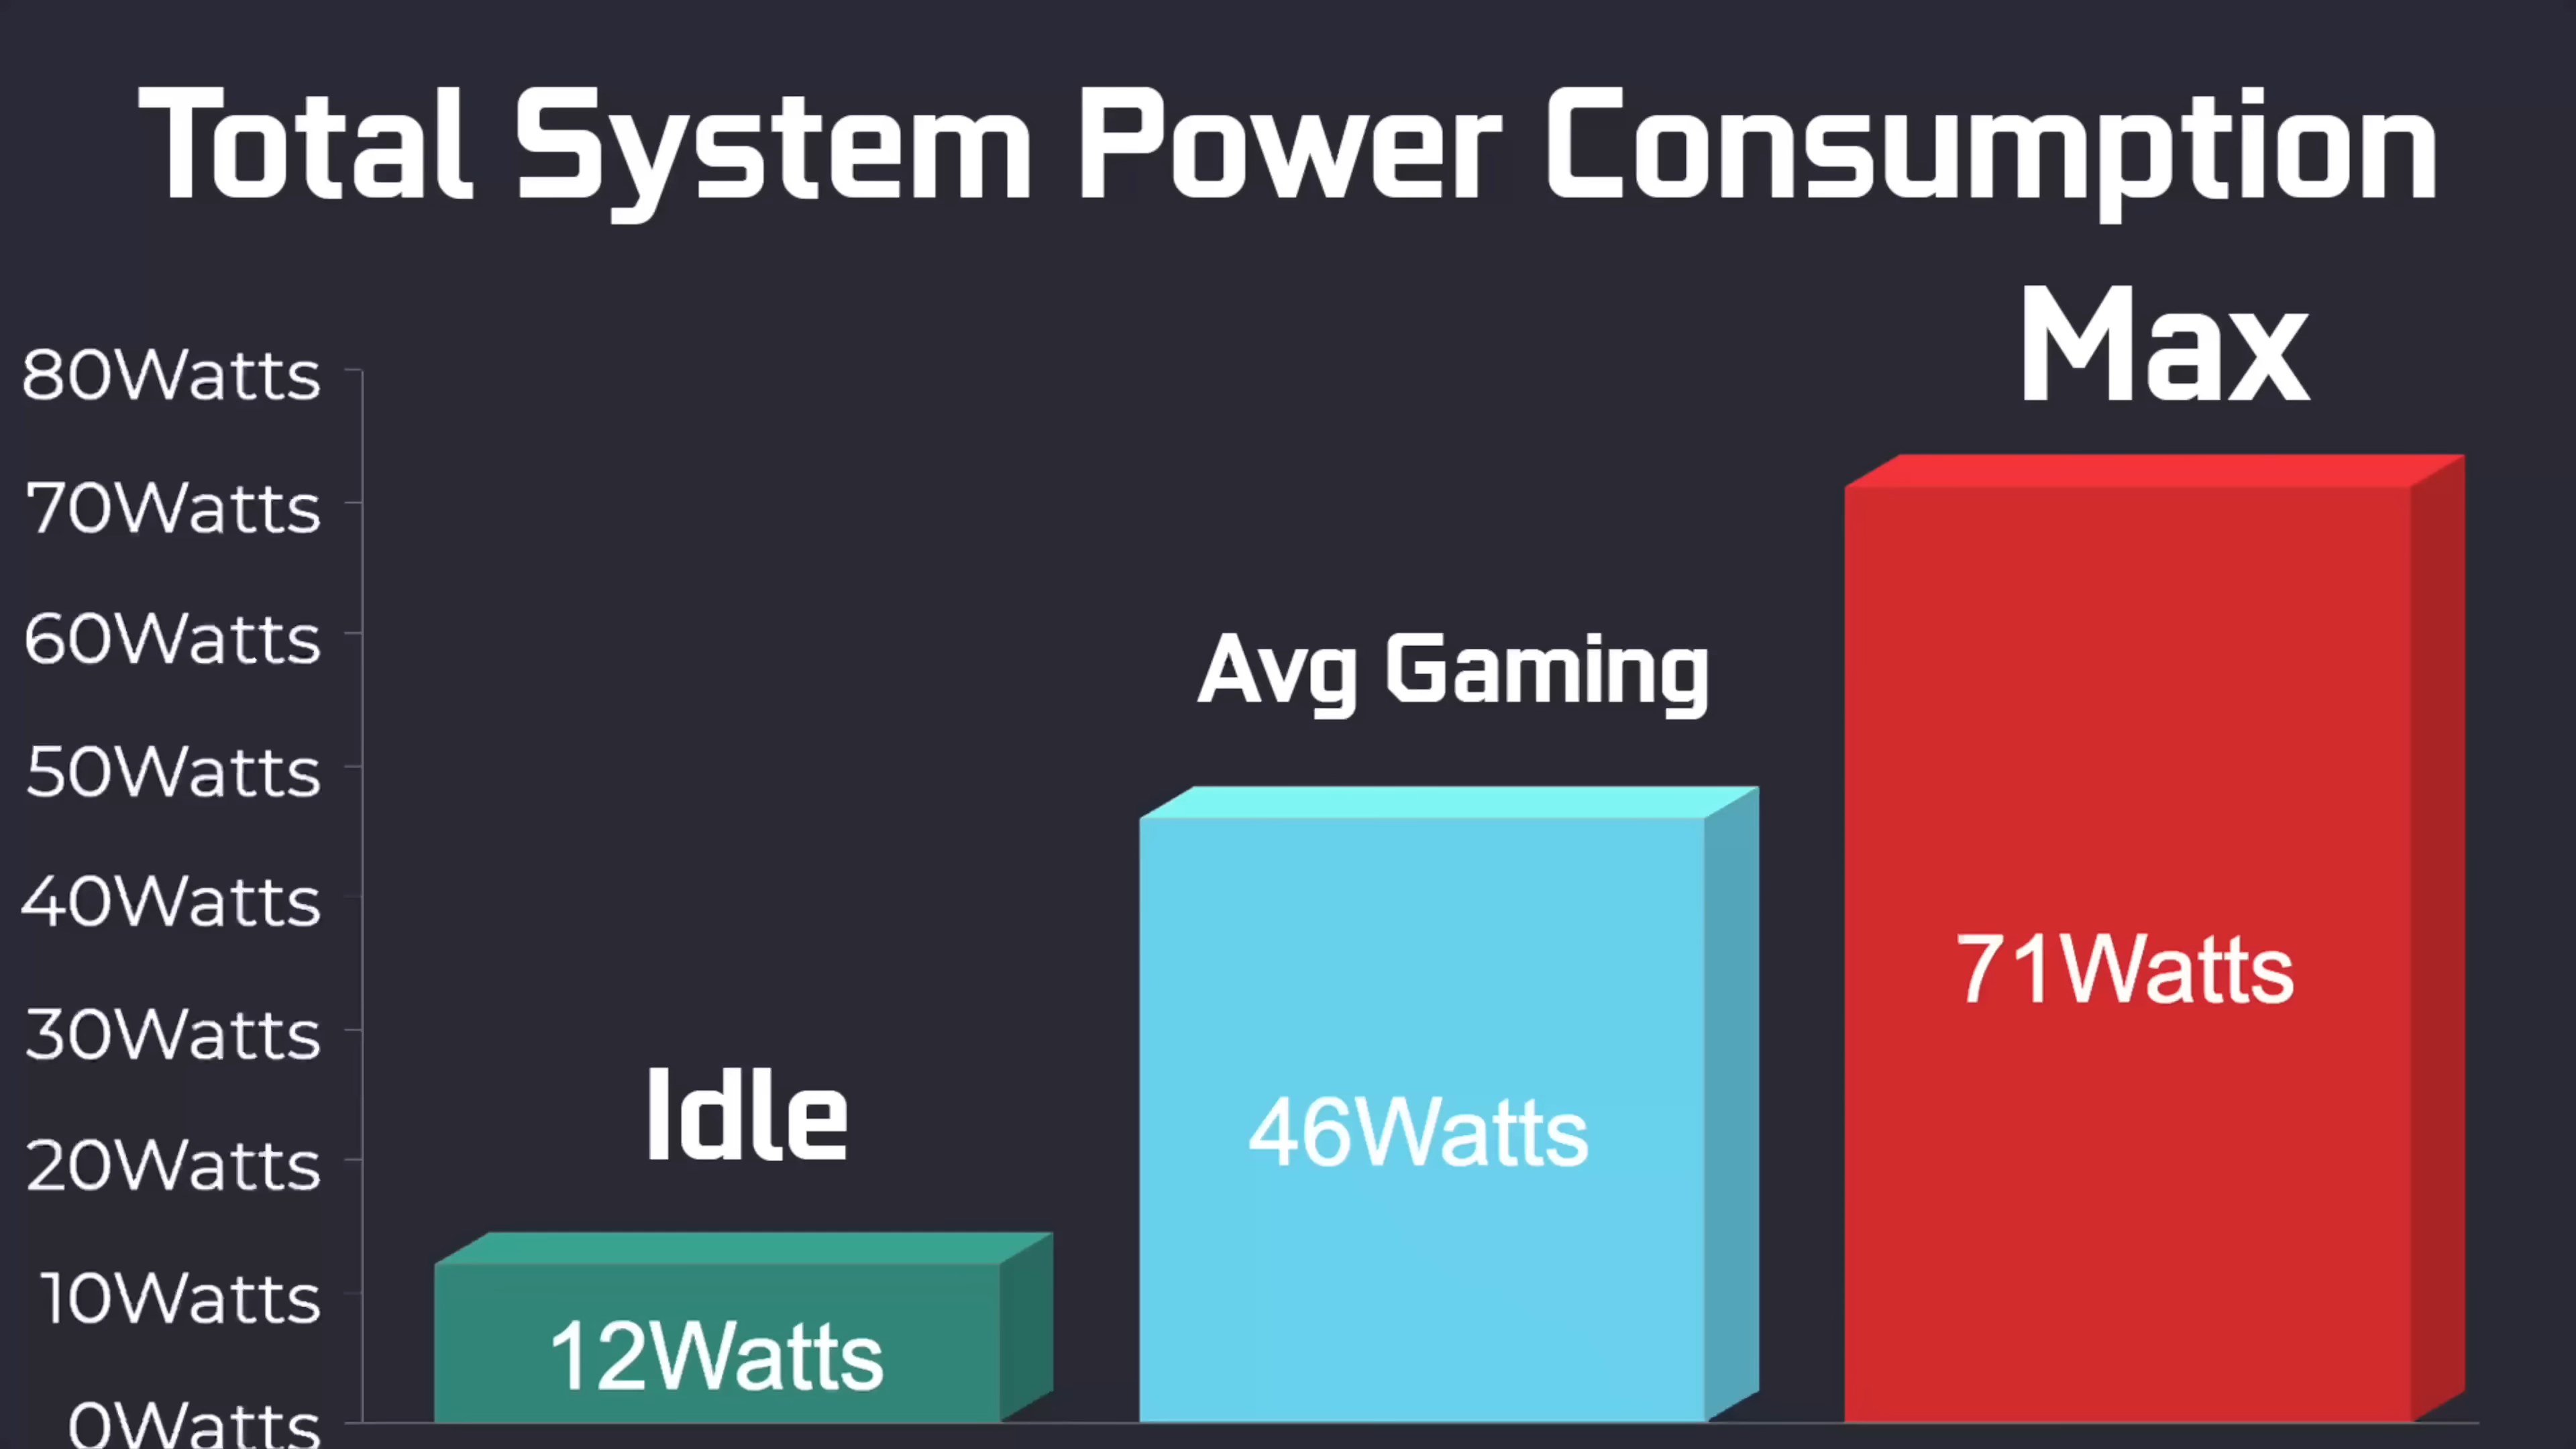 Total System Power Consumption
Max
80Watts
70Watts
60Watts
Avg Gaming
50Watts
40Watts
71Watts
30Watts
Idle
46Watts
20Watts
10Watts
12Watts
0Watts